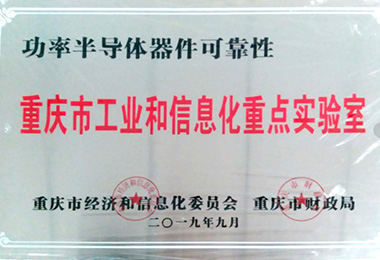 功率半导体器件可靠性
重庆市工业和信息化重点实验室
重庆市经济和信息化委员会 重庆市财政局
二〇一九年九月